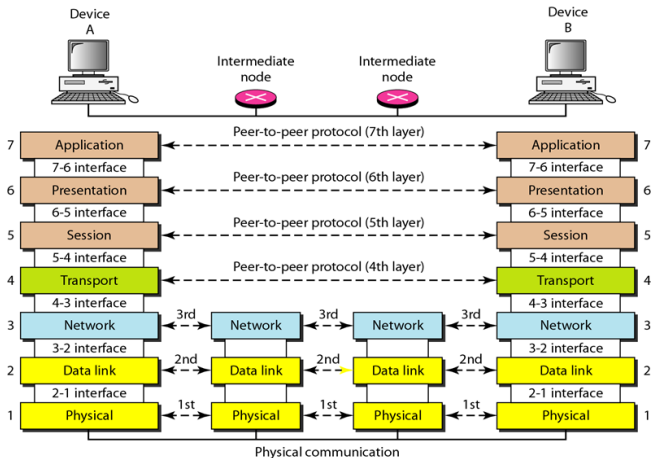 Device
A
Device
B
Intermediate
node
Intermediate
node
7 Application Peer-to-peer protocol (7th layer) Application 7
7-6 interface 7-6 interface
6 Presentation Peer-to-peer protocol (6th layer) Presentation 6
6-5 interface 6-5 interface
5 Session Peer-to-peer protocol (5th layer) Session 5
5-4 interface 5-4 interface
4 Transport Peer-to-peer protocol (4th layer) Transport 4
4-3 interface 4-3 interface
3 Network 3rd Network 3rd Network 3rd Network 3
3-2 interface 3-2 interface
2 Data link 2nd Data link 2nd Data link 2nd Data link 2
2-1 interface 2-1 interface
1 Physical 1st Physical 1st Physical 1st Physical 1
Physical communication